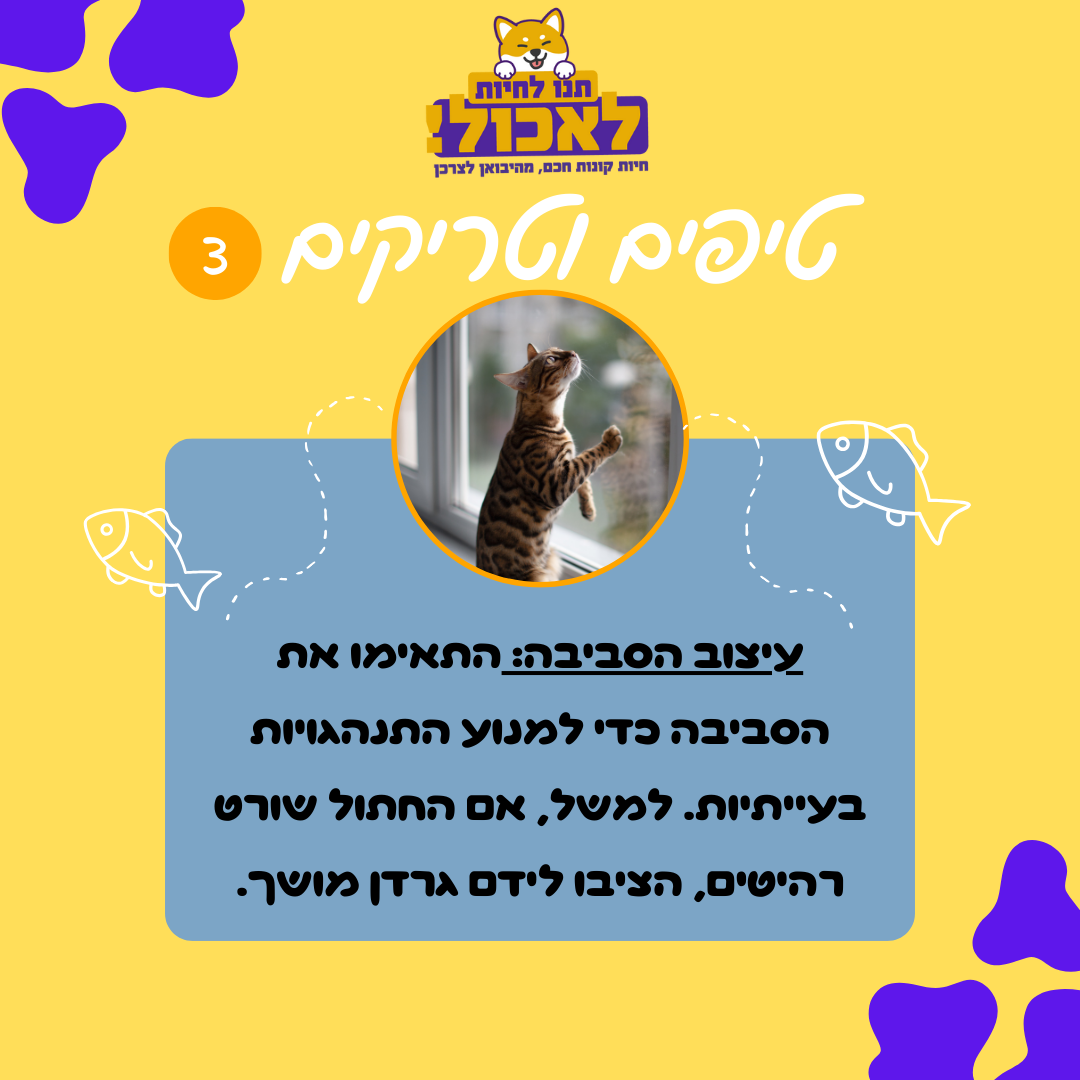 תנו לחיות
לאכול!
חיות קונות חכם, מהיבואן לצרכן
טיפים וטריקים 3
עיצוב הסביבה: התאימו את
הסביבה כדי למנוע התנהגויות
בעייתיות. למשל, אם החתול שורט
רהיטים, הציבו לידם גרדן מושך.